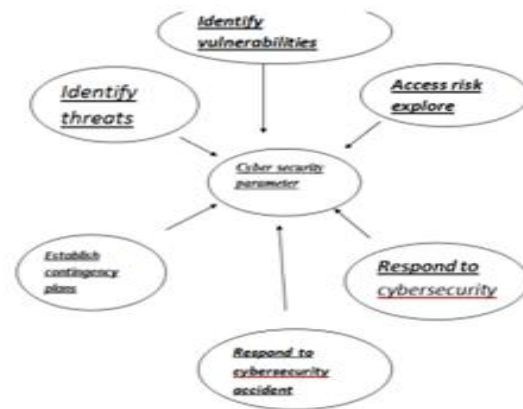 Identify
vulnerabilities
Identify
threats
Access risk
explore
Cyber security
parameter
Establish
contingency
plans
Respond to
cybersecurity
Respond to
cybersecurity
accident